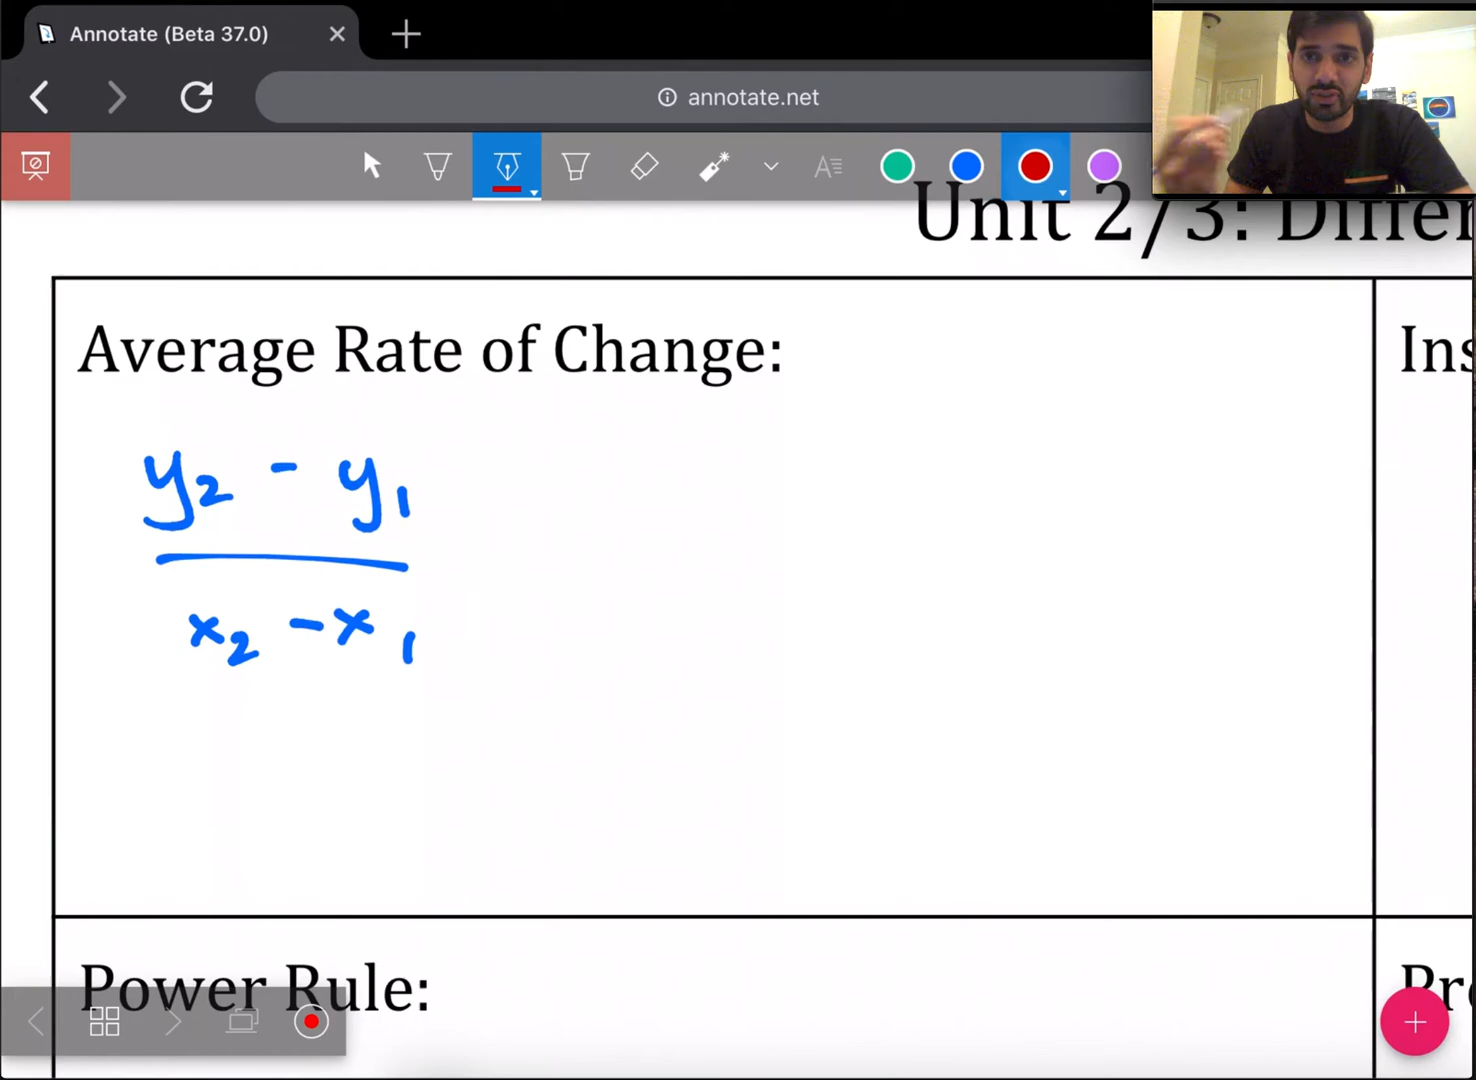 Annotate (Beta 37.0)
annotate.net
Unit 2/3: Differ
Average Rate of Change:
Ins
y₂ - y₁
x₂ - x₁
Power Rule:
Pr